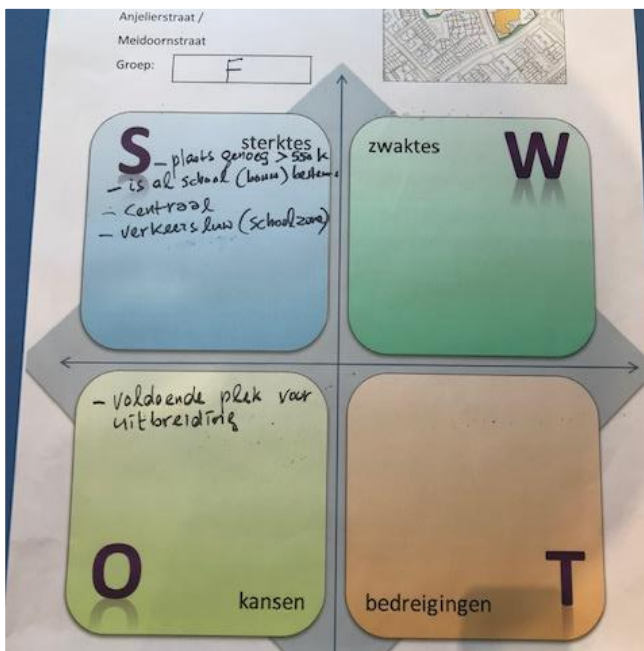 Anjelierstraat /
Meidoornstraat
Groep: F
S sterktes
- plaats genoeg > 550 k
- is al school (bouw) bestem
- centraal
- verkeersluw (schoolzone)
zwaktes W
- voldoende plek voor
uitbreiding
O kansen
bedreigingen T